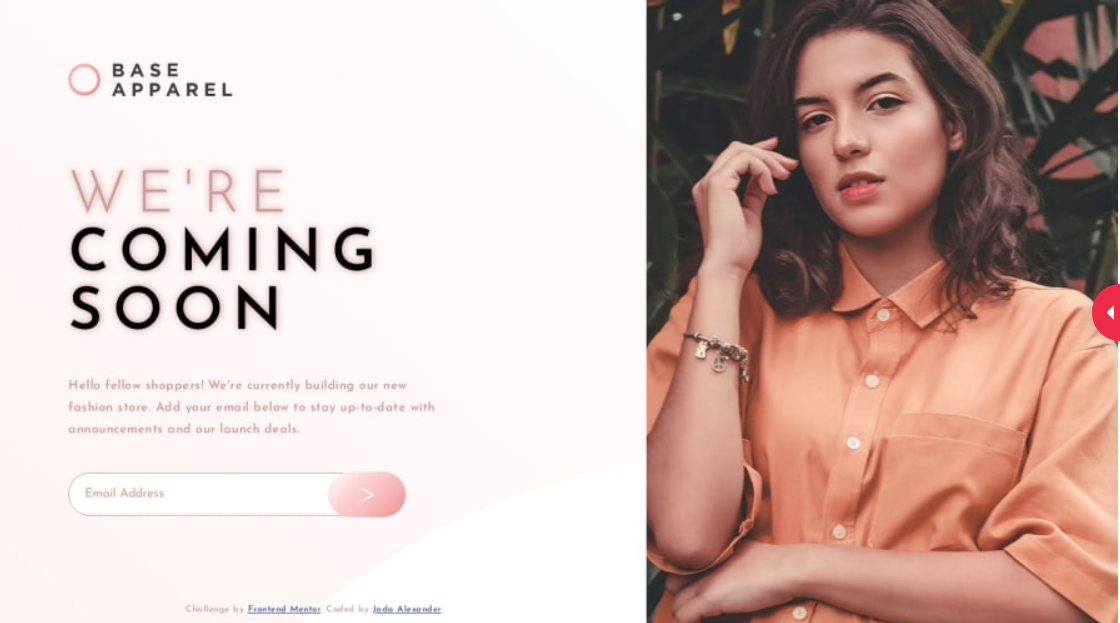 BASE
APPAREL
WE'RE
COMING
SOON
Hello fellow shoppers! We're currently building our new
fashion store. Add your email below to stay up-to-date with
announcements and our launch deals.
Email Address
Challenge by Frontend Mentor. Coded by Jada Alexander.